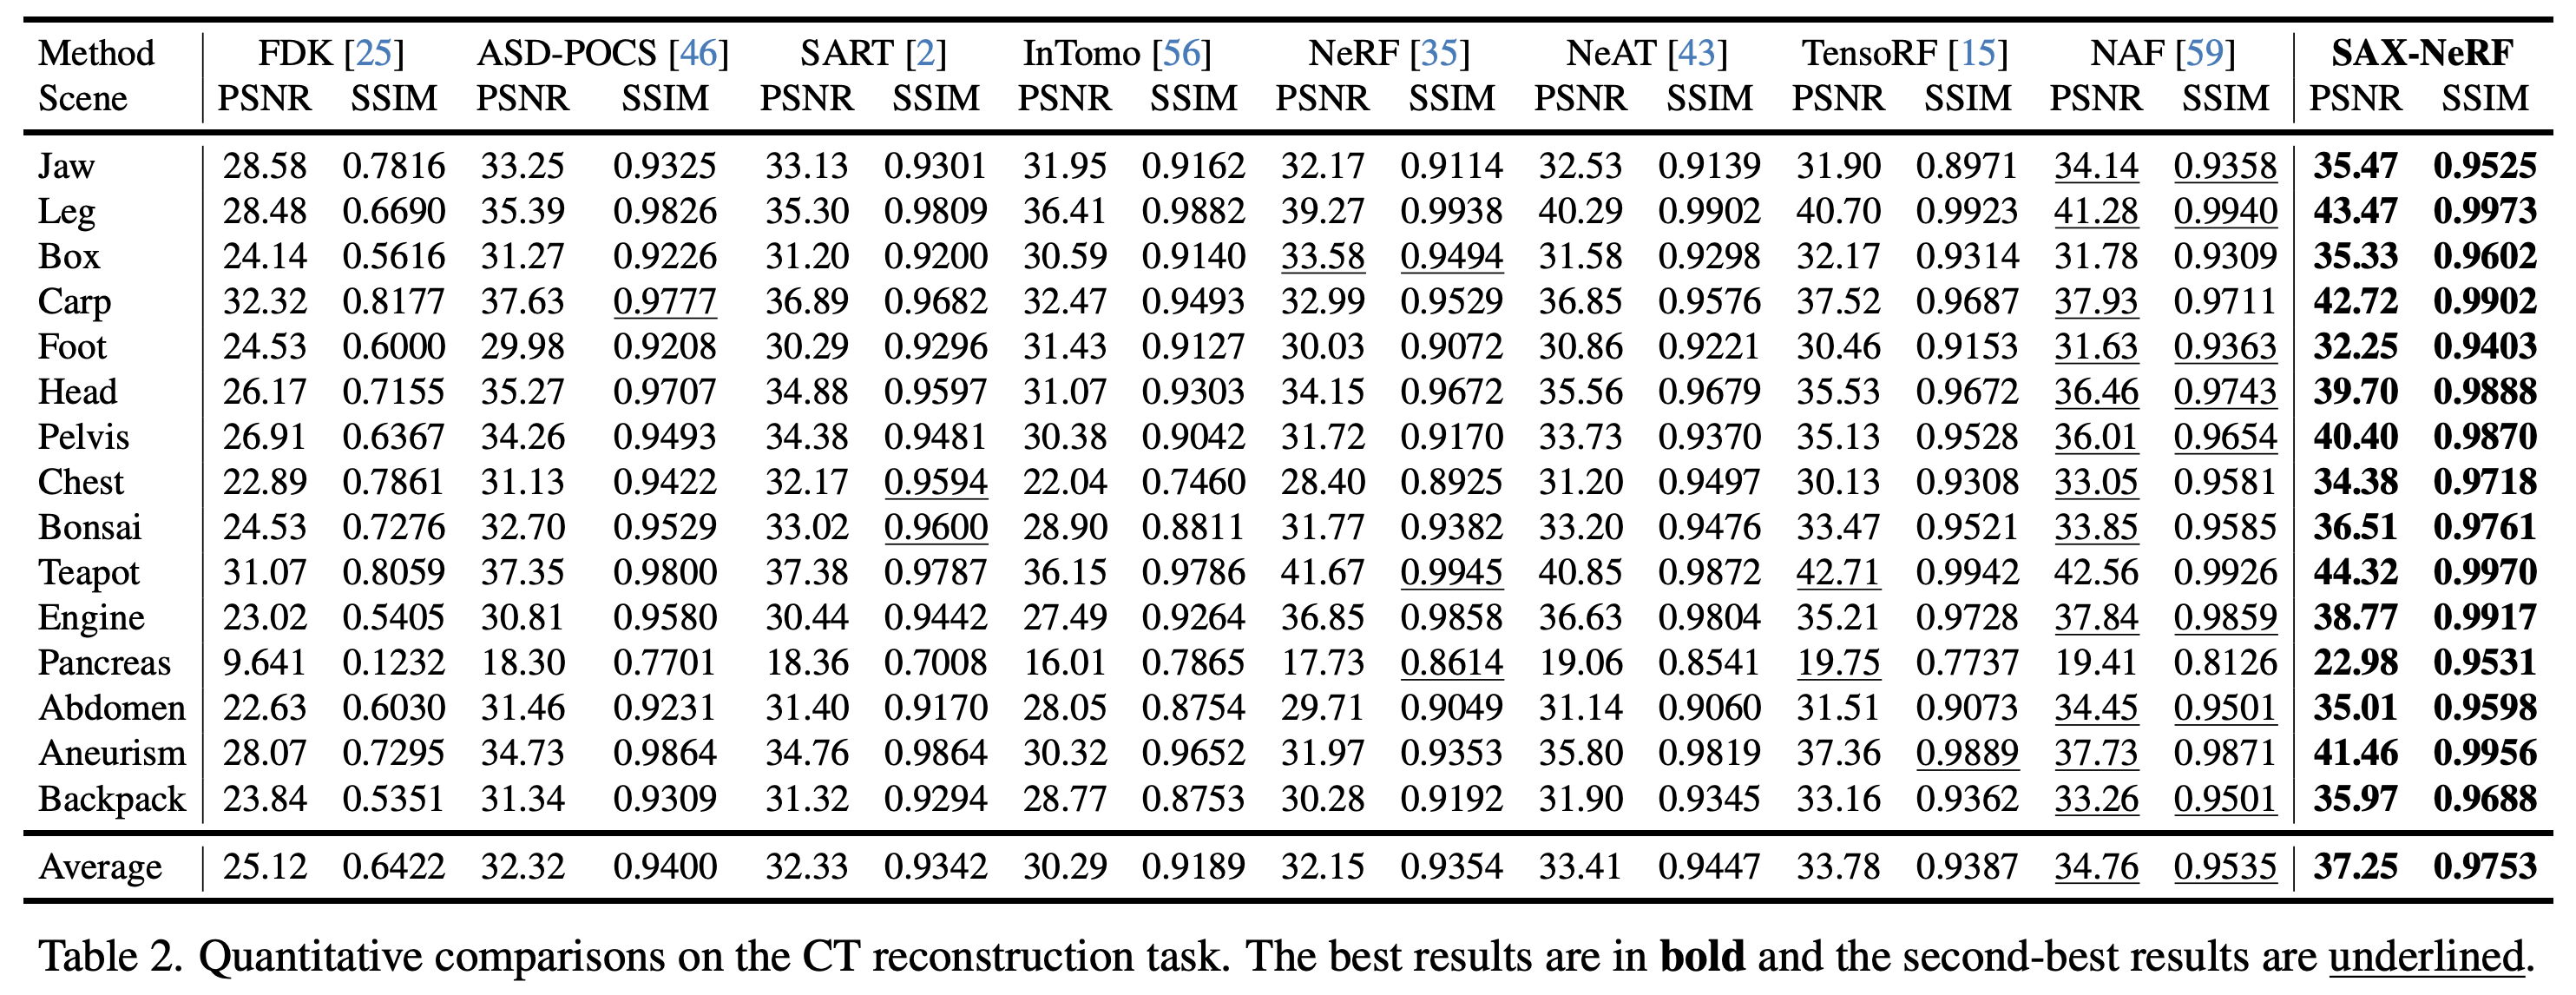 Method FDK [25] ASD-POCS [46] SART [2] InTomo [56] NeRF [35] NeAT [43] TensoRF [15] NAF [59] SAX-NeRF
Scene PSNR SSIM PSNR SSIM PSNR SSIM PSNR SSIM PSNR SSIM PSNR SSIM PSNR SSIM PSNR SSIM PSNR SSIM
Jaw 28.58 0.7816 33.25 0.9325 33.13 0.9301 31.95 0.9162 32.17 0.9114 32.53 0.9139 31.90 0.8971 34.14 0.9358 35.47 0.9525
Leg 28.48 0.6690 35.39 0.9826 35.30 0.9809 36.41 0.9882 39.27 0.9938 40.29 0.9902 40.70 0.9923 41.28 0.9940 43.47 0.9973
Box 24.14 0.5616 31.27 0.9226 31.20 0.9200 30.59 0.9140 33.58 0.9494 31.58 0.9298 32.17 0.9314 31.78 0.9309 35.33 0.9602
Carp 32.32 0.8177 37.63 0.9777 36.89 0.9682 32.47 0.9493 32.99 0.9529 36.85 0.9576 37.52 0.9687 37.93 0.9711 42.72 0.9902
Foot 24.53 0.6000 29.98 0.9208 30.29 0.9296 31.43 0.9127 30.03 0.9072 30.86 0.9221 30.46 0.9153 31.63 0.9363 32.25 0.9403
Head 26.17 0.7155 35.27 0.9707 34.88 0.9597 31.07 0.9303 34.15 0.9672 35.56 0.9679 35.53 0.9672 36.46 0.9743 39.70 0.9888
Pelvis 26.91 0.6367 34.26 0.9493 34.38 0.9481 30.38 0.9042 31.72 0.9170 33.73 0.9370 35.13 0.9528 36.01 0.9654 40.40 0.9870
Chest 22.89 0.7861 31.13 0.9422 32.17 0.9594 22.04 0.7460 28.40 0.8925 31.20 0.9497 30.13 0.9308 33.05 0.9581 34.38 0.9718
Bonsai 24.53 0.7276 32.70 0.9529 33.02 0.9600 28.90 0.8811 31.77 0.9382 33.20 0.9476 33.47 0.9521 33.85 0.9585 36.51 0.9761
Teapot 31.07 0.8059 37.35 0.9800 37.38 0.9787 36.15 0.9786 41.67 0.9945 40.85 0.9872 42.71 0.9942 42.56 0.9926 44.32 0.9970
Engine 23.02 0.5405 30.81 0.9580 30.44 0.9442 27.49 0.9264 36.85 0.9858 36.63 0.9804 35.21 0.9728 37.84 0.9859 38.77 0.9917
Pancreas 9.641 0.1232 18.30 0.7701 18.36 0.7008 16.01 0.7865 17.73 0.8614 19.06 0.8541 19.75 0.7737 19.41 0.8126 22.98 0.9531
Abdomen 22.63 0.6030 31.46 0.9231 31.40 0.9170 28.05 0.8754 29.71 0.9049 31.14 0.9060 31.51 0.9073 34.45 0.9501 35.01 0.9598
Aneurism 28.07 0.7295 34.73 0.9864 34.76 0.9864 30.32 0.9652 31.97 0.9353 35.80 0.9819 37.36 0.9889 37.73 0.9871 41.46 0.9956
Backpack 23.84 0.5351 31.34 0.9309 31.32 0.9294 28.77 0.8753 30.28 0.9192 31.90 0.9345 33.16 0.9362 33.26 0.9501 35.97 0.9688
Average 25.12 0.6422 32.32 0.9400 32.33 0.9342 30.29 0.9189 32.15 0.9354 33.41 0.9447 33.78 0.9387 34.76 0.9535 37.25 0.9753
Table 2. Quantitative comparisons on the CT reconstruction task. The best results are in bold and the second-best results are underlined.